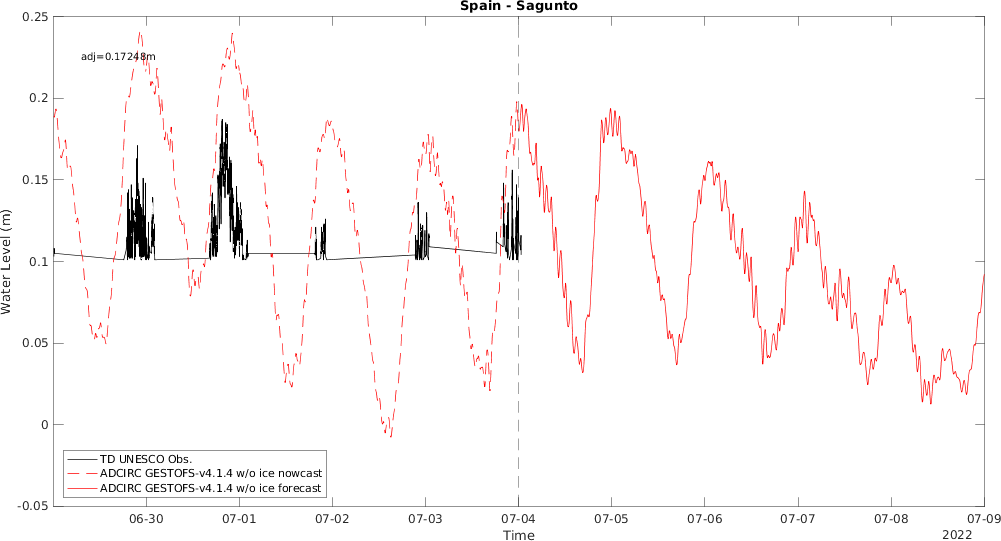 Spain - Sagunto
0.25
0.2
0.15
0.1
0.05
0
-0.05
Water Level (m)
adj=0.17248m
TD UNESCO Obs.
ADCIRC GESTOFS-v4.1.4 w/o ice nowcast
ADCIRC GESTOFS-v4.1.4 w/o ice forecast
06-30 07-01 07-02 07-03 07-04 07-05 07-06 07-07 07-08 07-09
Time
2022